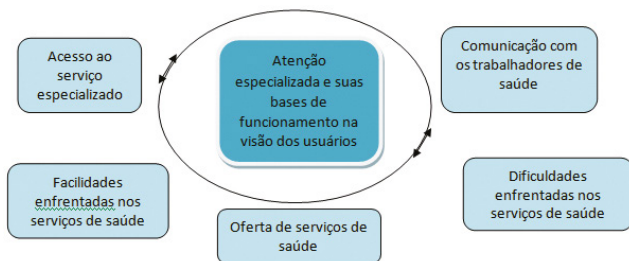 Acesso ao
serviço
especializado
Atenção
especializada e suas
bases de
funcionamento na
visão dos usuários
Comunicação com
os trabalhadores de
saúde
Facilidades
enfrentadas nos
serviços de saúde
Oferta de serviços de
saúde
Dificuldades
enfrentadas nos
serviços de saúde